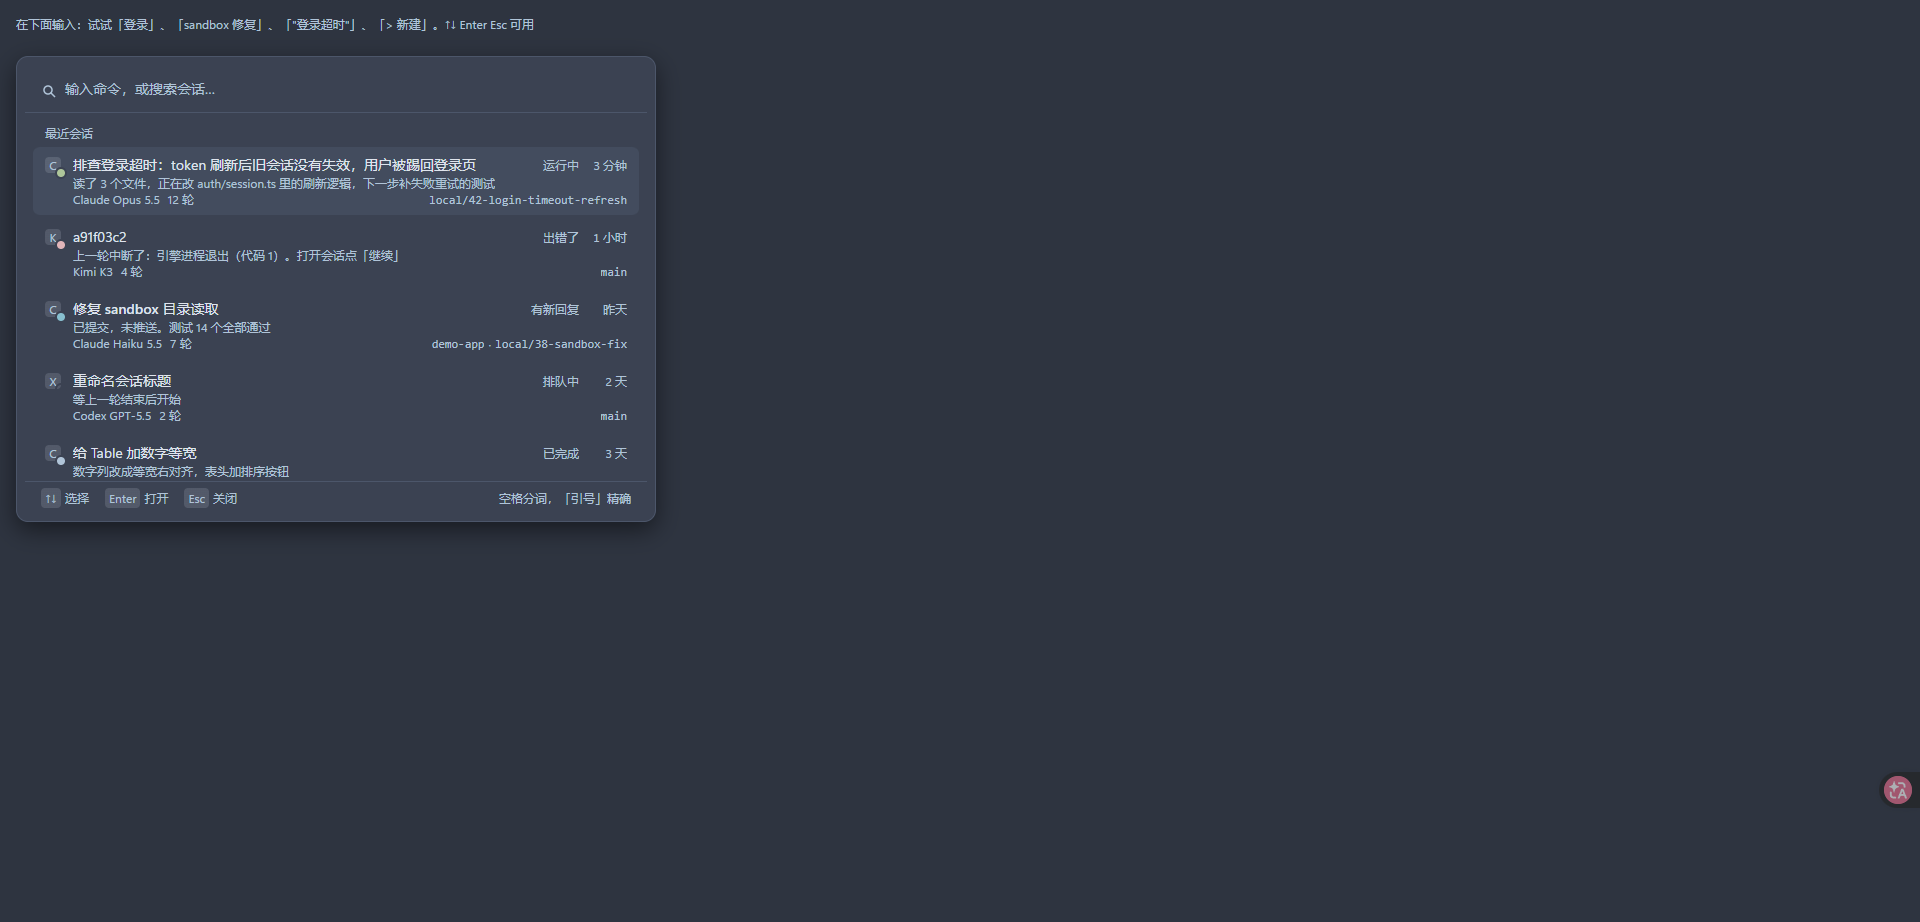 在下面输入：试试「登录」、「sandbox 修复」、「"登录超时"」、「> 新建」。↑↓ Enter Esc 可用
输入命令，或搜索会话...
最近会话
C 排查登录超时：token 刷新后旧会话没有失效，用户被踢回登录页 运行中 3 分钟
读了 3 个文件，正在改 auth/session.ts 里的刷新逻辑，下一步补失败重试的测试
Claude Opus 5.5 12 轮 local/42-login-timeout-refresh
K a91f03c2 出错了 1 小时
上一轮中断了：引擎进程退出（代码 1）。打开会话点「继续」
Kimi K3 4 轮 main
C 修复 sandbox 目录读取 有新回复 昨天
已提交，未推送。测试 14 个全部通过
Claude Haiku 5.5 7 轮 demo-app · local/38-sandbox-fix
X 重命名会话标题 排队中 2 天
等上一轮结束后开始
Codex GPT-5.5 2 轮 main
C 给 Table 加数字等宽 已完成 3 天
数字列改成等宽右对齐，表头加排序按钮
↑↓ 选择 Enter 打开 Esc 关闭 空格分词，「引号」精确